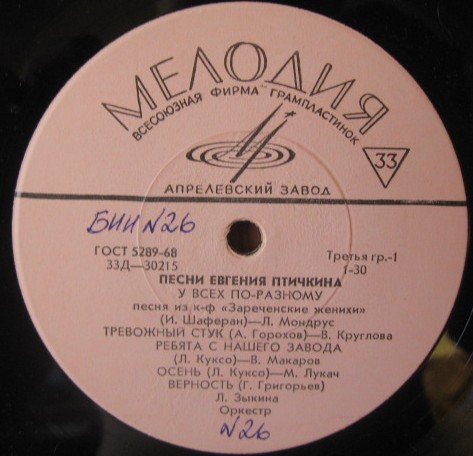 МЕЛОДИЯ
ВСЕСОЮЗНАЯ ФИРМА ГРАМПЛАСТИНОК
33
АПРЕЛЕВСКИЙ ЗАВОД
БИИ N26
ГОСТ 5289-68
33Д—30215
Третья гр.-1
1-30
ПЕСНИ ЕВГЕНИЯ ПТИЧКИНА
У ВСЕХ ПО-РАЗНОМУ
песня из к-ф «Зареченские женихи»
(И. Шаферан)—Л. Мондрус
ТРЕВОЖНЫЙ СТУК (А. Горохов)—В. Круглова
РЕБЯТА С НАШЕГО ЗАВОДА
(Л. Куксо)—В. Макаров
ОСЕНЬ (Л. Куксо)—М. Лукач
ВЕРНОСТЬ (Г. Григорьев)
Л. Зыкина
Оркестр
N26